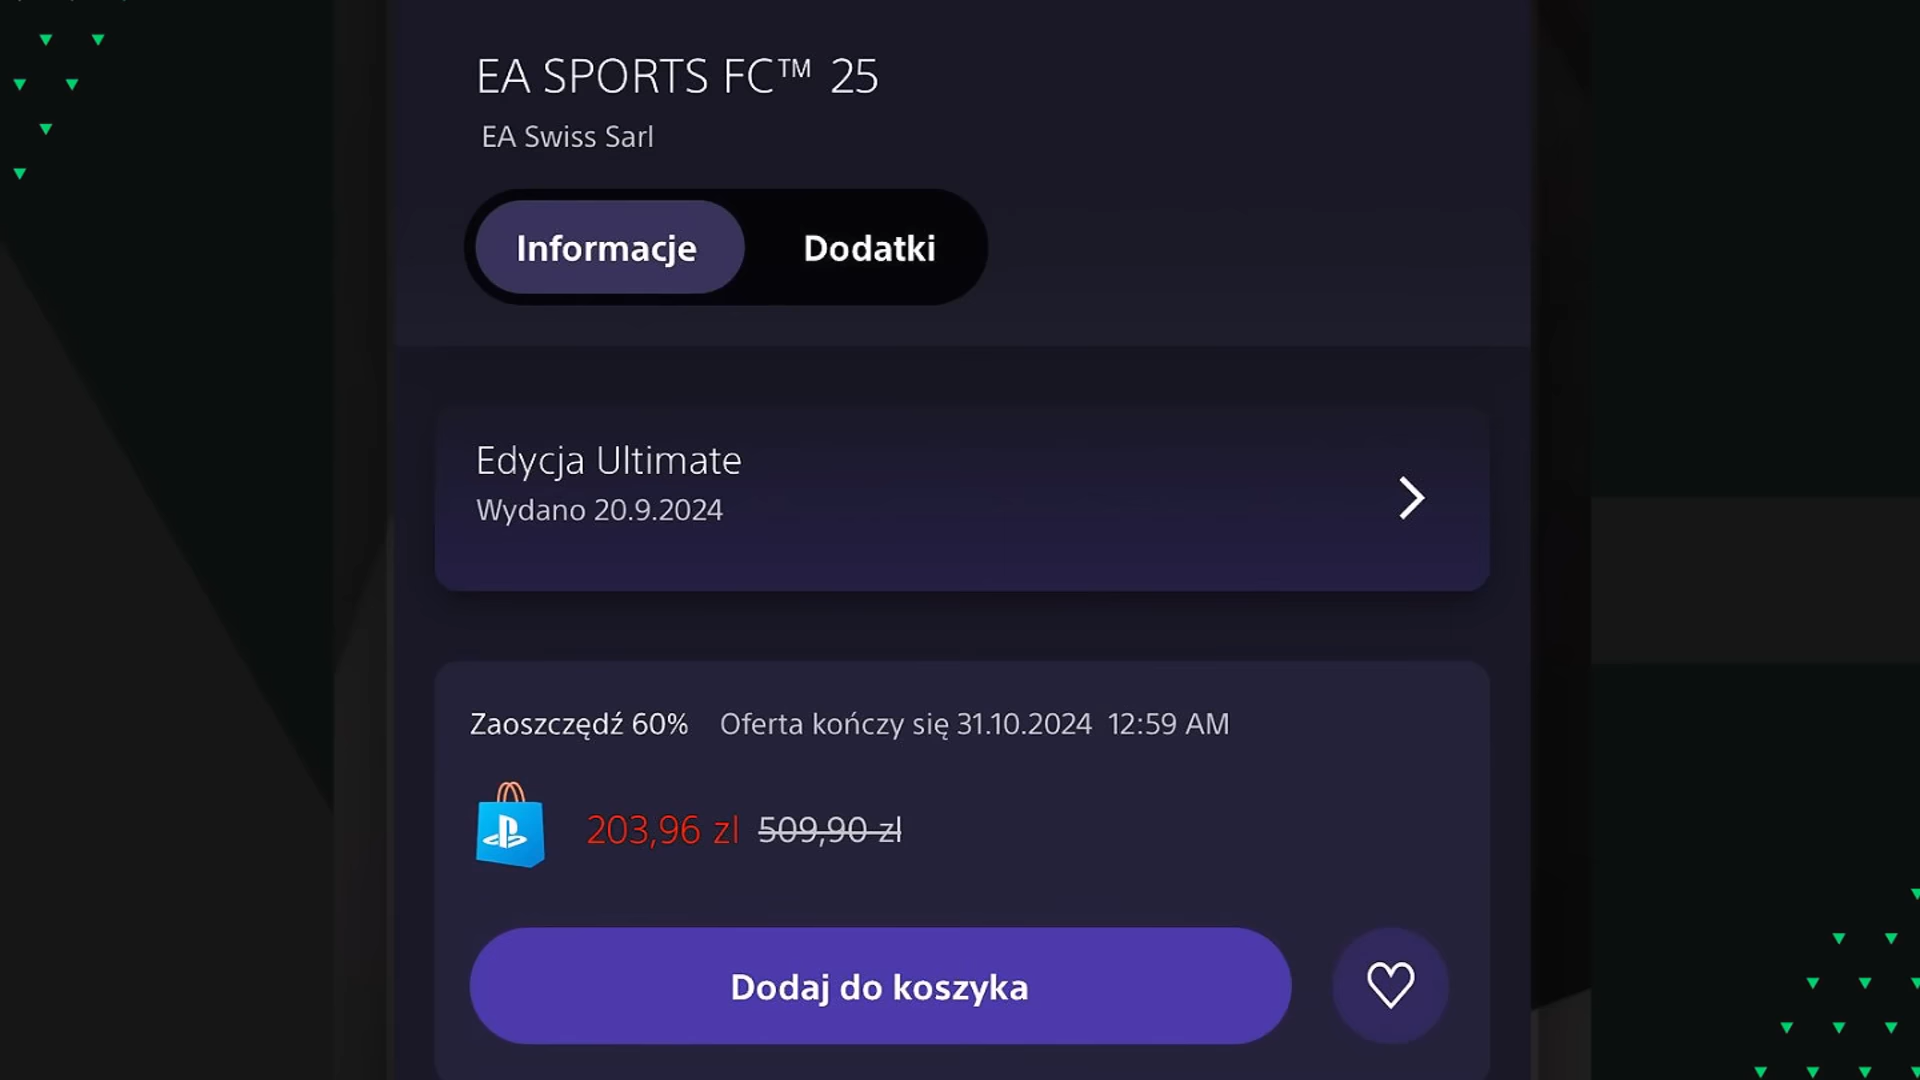 EA SPORTS FC™ 25
EA Swiss Sarl
Informacje Dodatki
Edycja Ultimate
Wydano 20.9.2024
Zaoszczędź 60% Oferta kończy się 31.10.2024 12:59 AM
203,96 zl 509,90 zl
Dodaj do koszyka